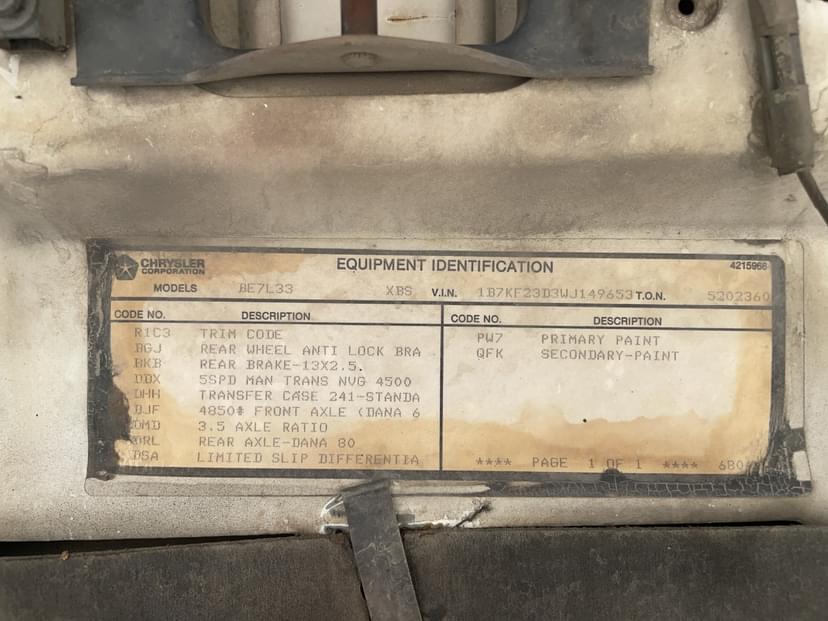 CHRYSLER
CORPORATION
EQUIPMENT IDENTIFICATION
4215966
MODELS BE7L33 XBS V.I.N. 1B7KF23D3WJ149653 T.O.N. 5202360
CODE NO. DESCRIPTION
R1C3 TRIM CODE
BGJ REAR WHEEL ANTI LOCK BRA
BKB REAR BRAKE-13X2.5.
DDX 5SPD MAN TRANS NVG 4500
DHH TRANSFER CASE 241-STANDA
DJF 4850# FRONT AXLE (DANA 6
DMD 3.5 AXLE RATIO
DRL REAR AXLE-DANA 80
DSA LIMITED SLIP DIFFERENTIA
CODE NO. DESCRIPTION
PW7 PRIMARY PAINT
QFK SECONDARY-PAINT
**** PAGE 1 OF 1 ****